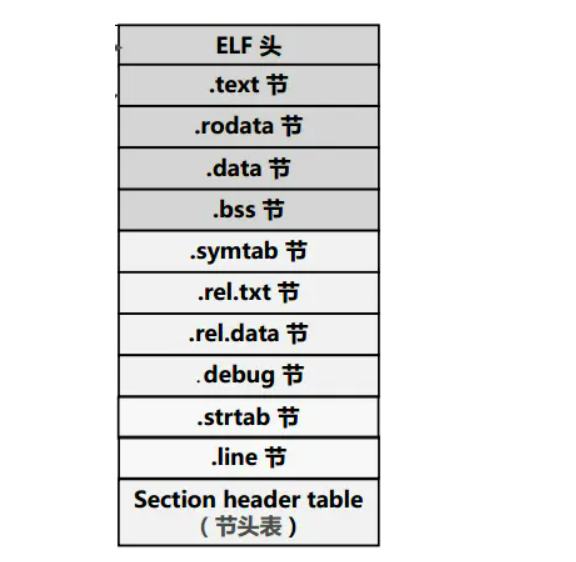 ELF 头
.text 节
.rodata 节
.data 节
.bss 节
.symtab 节
.rel.txt 节
.rel.data 节
.debug 节
.strtab 节
.line 节
Section header table
（节头表）